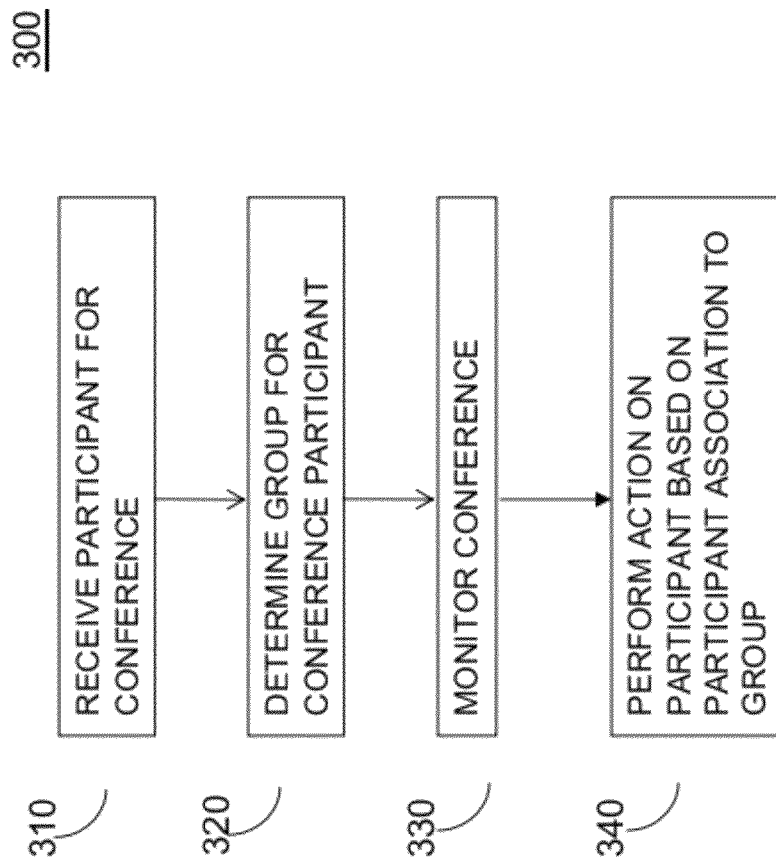 300
310
RECEIVE PARTICIPANT FOR
CONFERENCE
320
DETERMINE GROUP FOR
CONFERENCE PARTICIPANT
330
MONITOR CONFERENCE
340
PERFORM ACTION ON
PARTICIPANT BASED ON
PARTICIPANT ASSOCIATION TO
GROUP